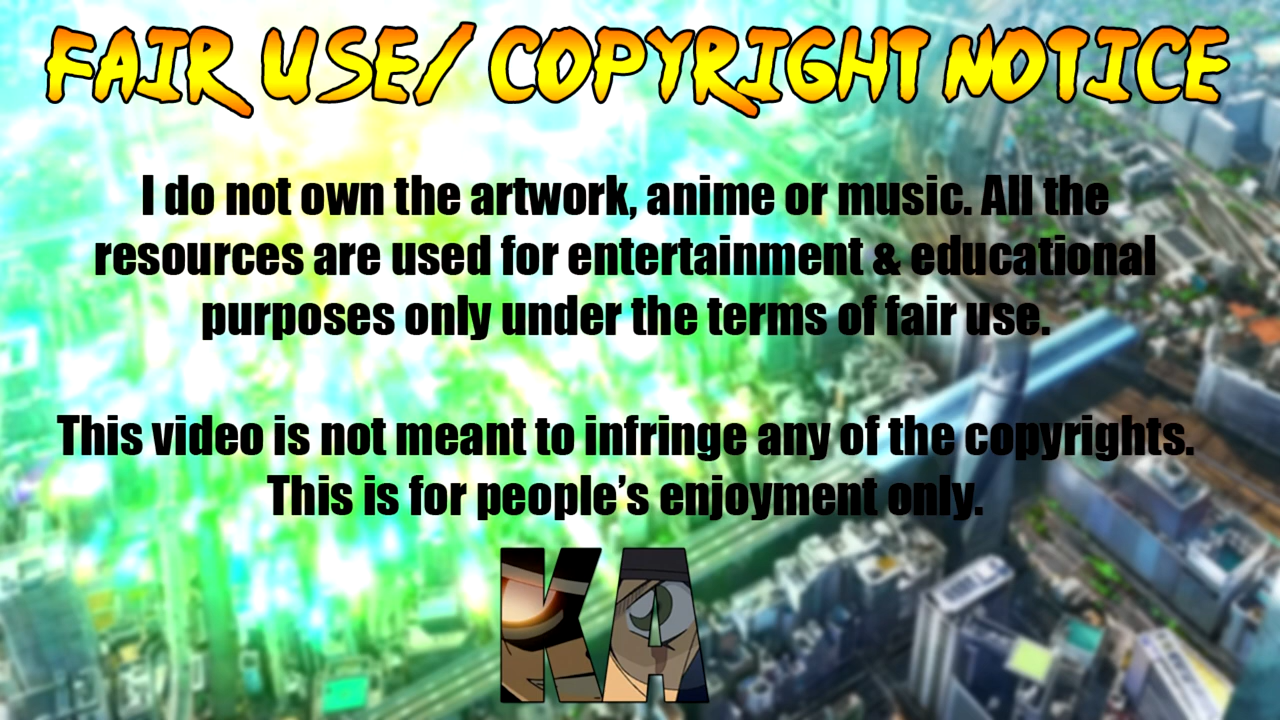 FAIR USE/ COPYRIGHT NOTICE
I do not own the artwork, anime or music. All the
resources are used for entertainment & educational
purposes only under the terms of fair use.
This video is not meant to infringe any of the copyrights.
This is for people’s enjoyment only.
KA